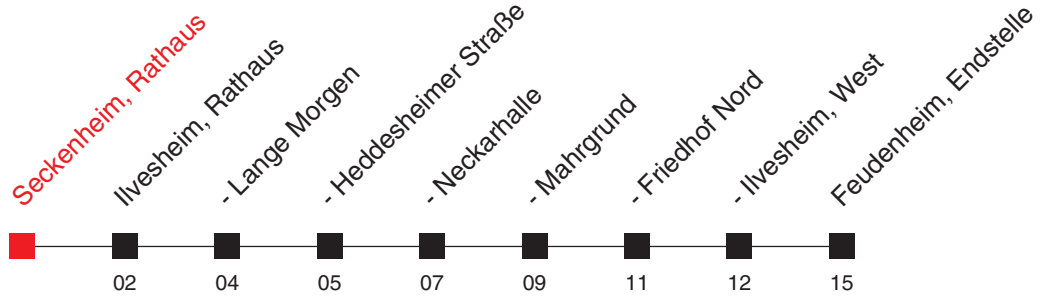 Seckenheim, Rathaus
Ilvesheim, Rathaus
- Lange Morgen
- Heddesheimer Straße
- Neckarhalle
- Mahrgrund
- Friedhof Nord
- Ilvesheim, West
Feudenheim, Endstelle
02 04 05 07 09 11 12 15